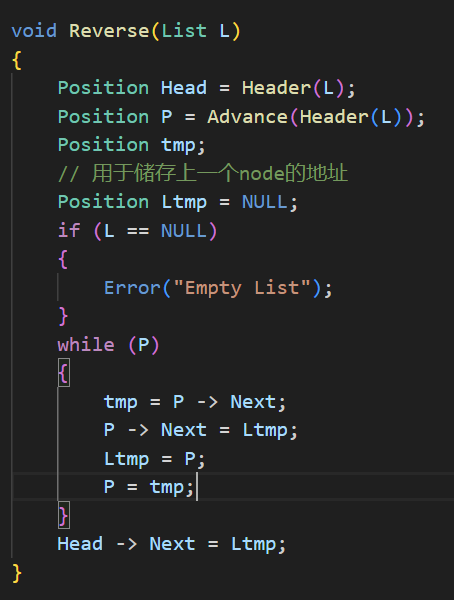 void Reverse(List L)
{
    Position Head = Header(L);
    Position P = Advance(Header(L));
    Position tmp;
    // 用于储存上一个node的地址
    Position Ltmp = NULL;
    if (L == NULL)
    {
        Error("Empty List");
    }
    while (P)
    {
        tmp = P -> Next;
        P -> Next = Ltmp;
        Ltmp = P;
        P = tmp;
    }
    Head -> Next = Ltmp;
}